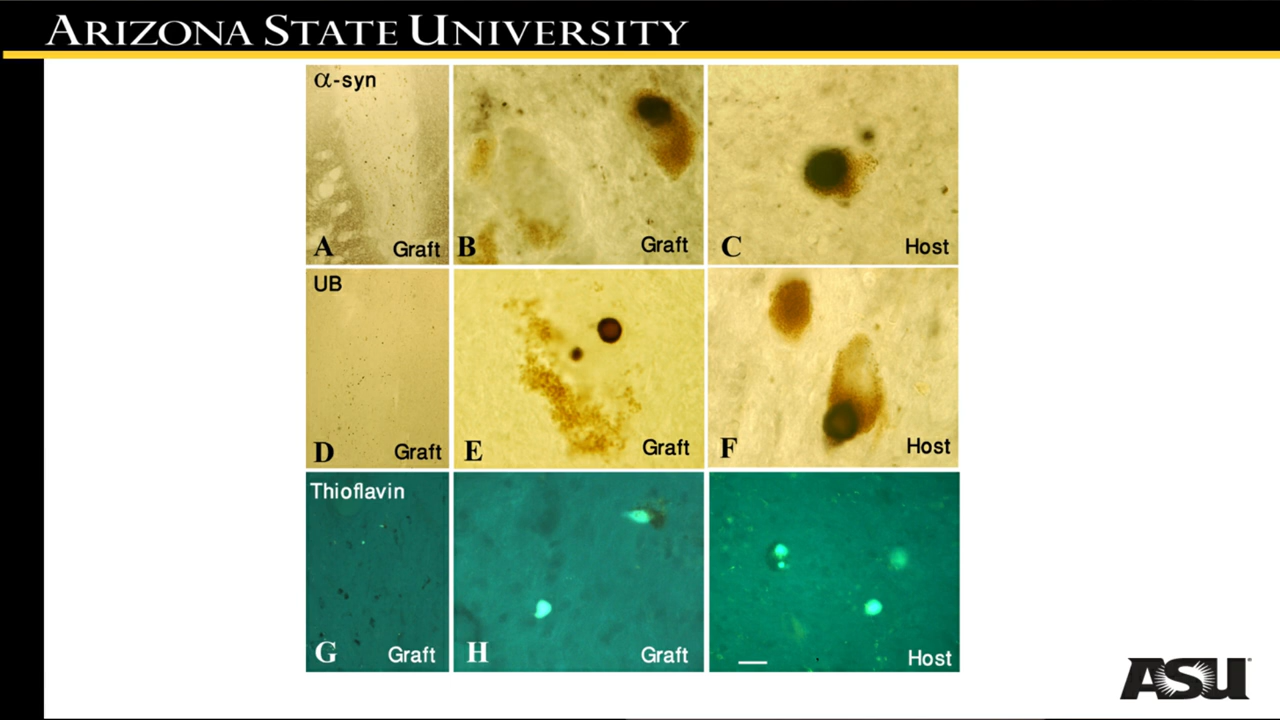 ARIZONA STATE UNIVERSITY
α-syn
A Graft
B Graft
C Host
UB
D Graft
E Graft
F Host
Thioflavin
G Graft
H Graft
Host
ASU